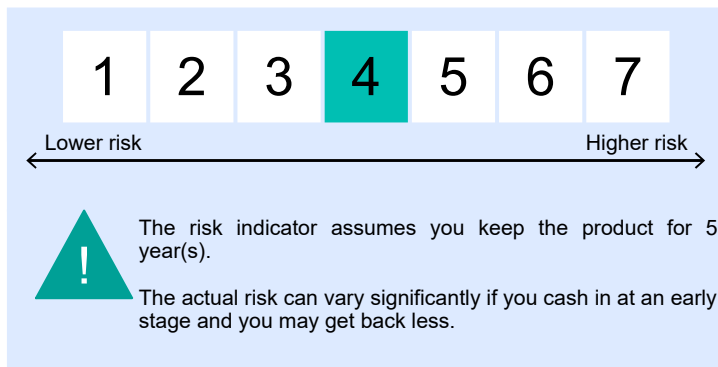 1 2 3 4 5 6 7
Lower risk Higher risk
!
The risk indicator assumes you keep the product for 5
year(s).
The actual risk can vary significantly if you cash in at an early
stage and you may get back less.